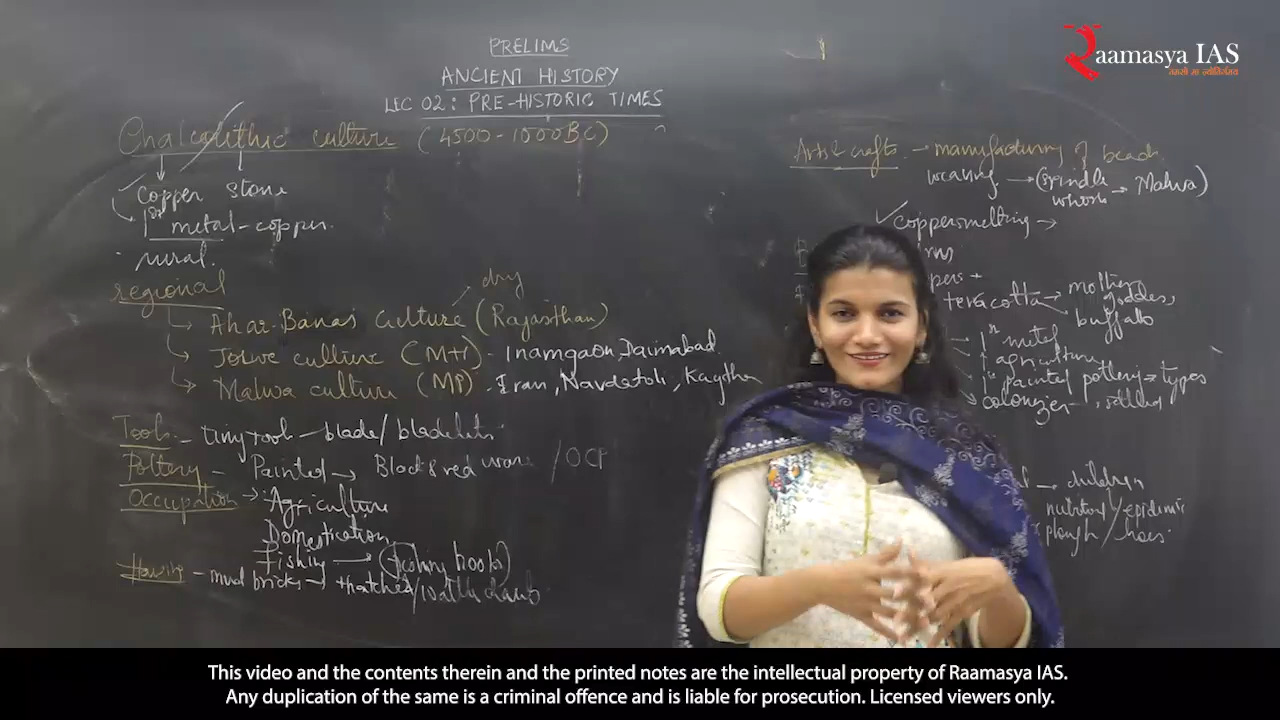 Raamasya IAS
तमसो मा ज्योतिर्गमय
PRELIMS
ANCIENT HISTORY
LEC 02 : PRE-HISTORIC TIMES
Chalcolithic culture (4500-1000BC)
Copper stone
1st metal-copper.
rural.
regional
dry
Ahar-Banas culture (Rajasthan)
Jorwe culture (MH) - Inamgaon, Daimabad
Malwa culture (MP) - Eran, Navdatoli, Kaytha
Tools - tiny tool - blade/bladelets
Pottery - Painted → Black & red ware / OCP
Occupation → Agriculture
Domestication
Fishing → (fishing hooks)
Housing - mud bricks → thatched/wattle daub
Art & crafts → manufacturing of beads
weaving → (spindle whorls → Malwa)
✓ copper smelting →
terracotta → mother goddess,
buffalo
1st metal
1st agriculture
1st painted pottery → types
colonizer - , settled
→ children
nutrition/epidemic
plough/hoes
This video and the contents therein and the printed notes are the intellectual property of Raamasya IAS.
Any duplication of the same is a criminal offence and is liable for prosecution. Licensed viewers only.